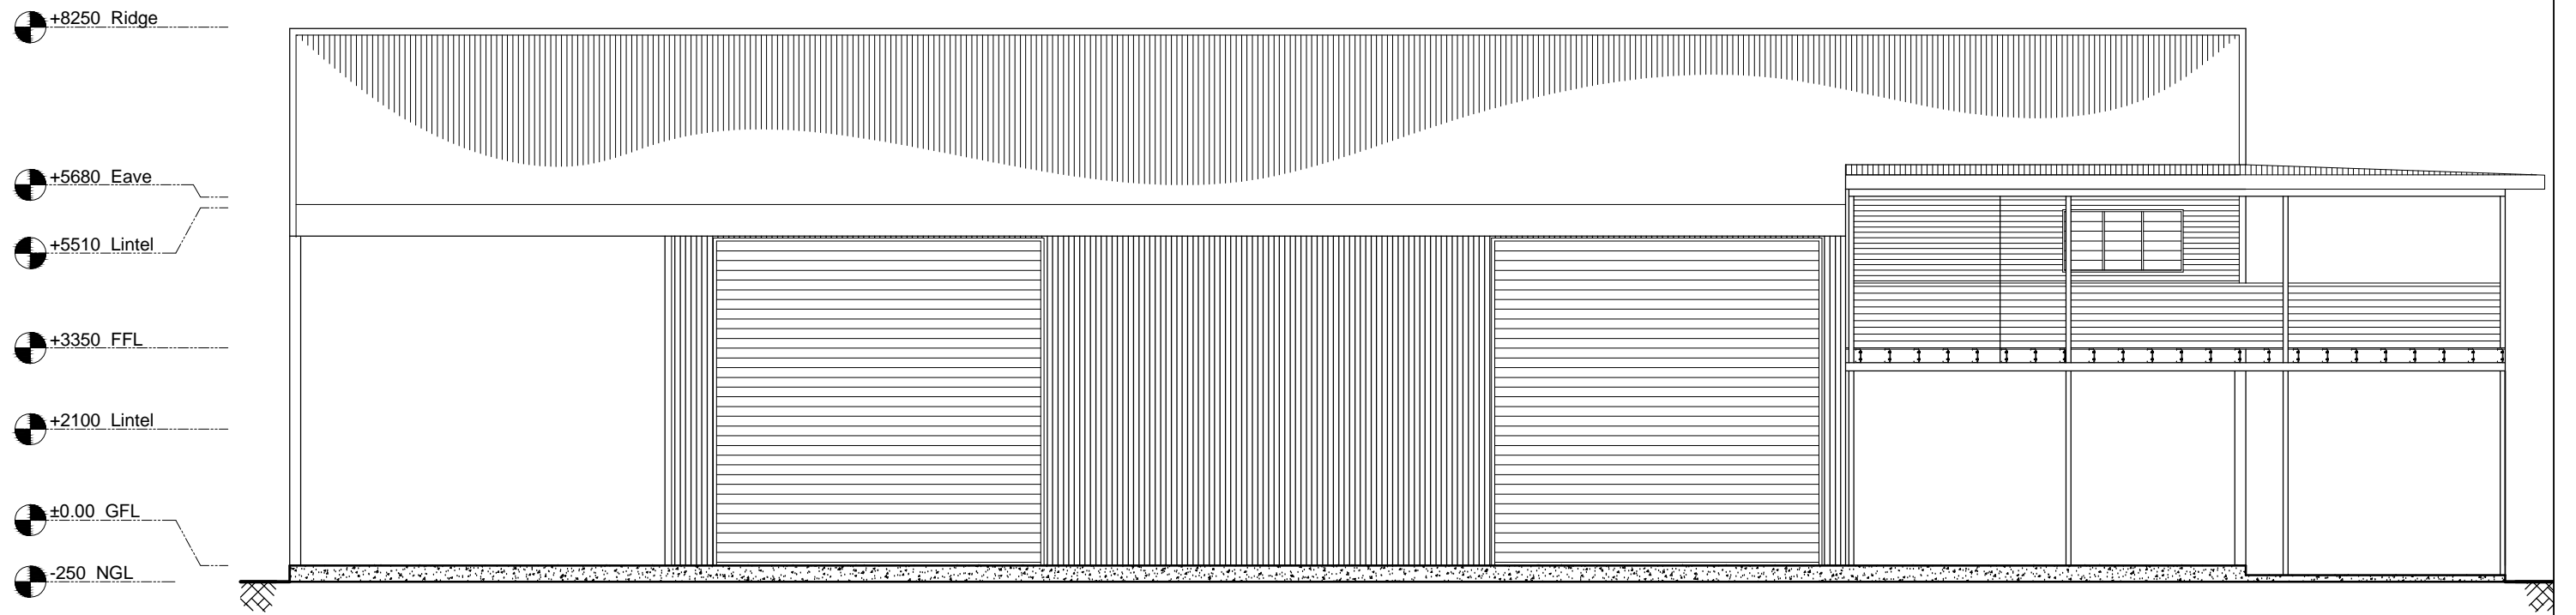 +8250 Ridge
+5680 Eave
+5510 Lintel
+3350 FFL
+2100 Lintel
±0.00 GFL
-250 NGL